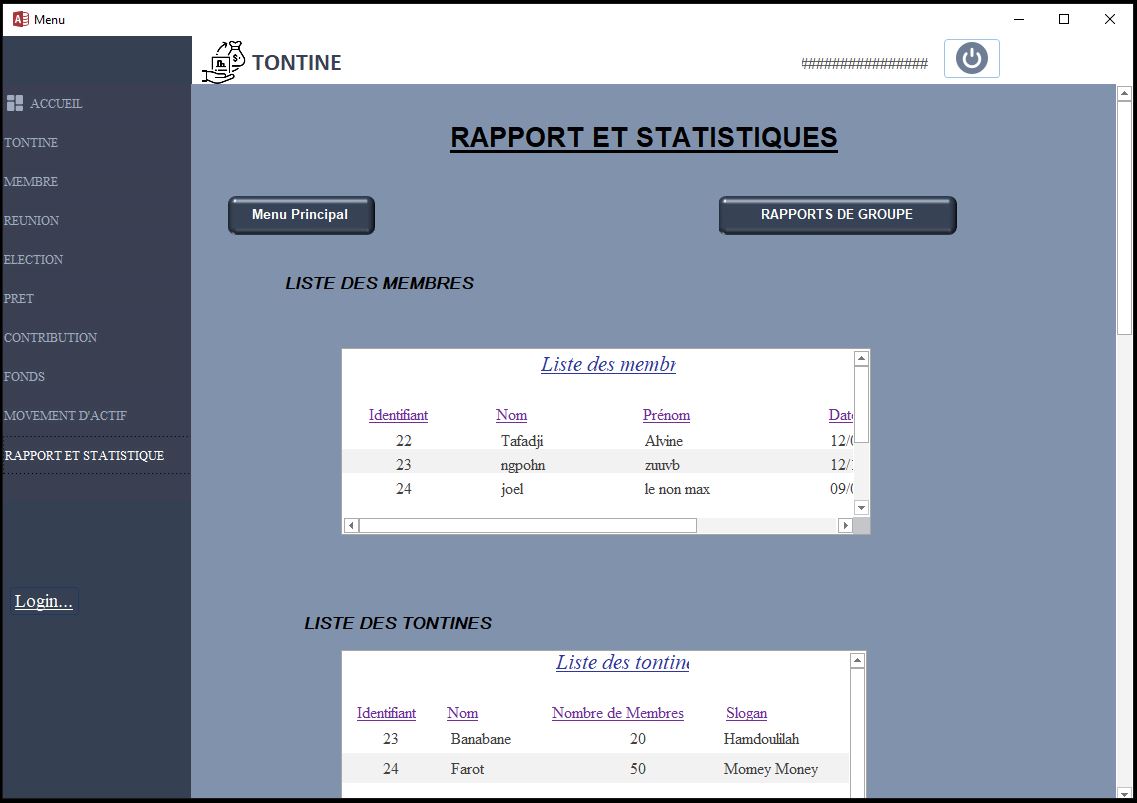 Menu
TONTINE
################
ACCUEIL
TONTINE
MEMBRE
REUNION
ELECTION
PRET
CONTRIBUTION
FONDS
MOVEMENT D'ACTIF
RAPPORT ET STATISTIQUE
Login...
RAPPORT ET STATISTIQUES
Menu Principal
RAPPORTS DE GROUPE
LISTE DES MEMBRES
Liste des membr
Identifiant Nom Prénom Date
22 Tafadji Alvine 12/0
23 ngpohn zuuvb 12/1
24 joel le non max 09/0
LISTE DES TONTINES
Liste des tontine
Identifiant Nom Nombre de Membres Slogan
23 Banabane 20 Hamdoulilah
24 Farot 50 Momey Money